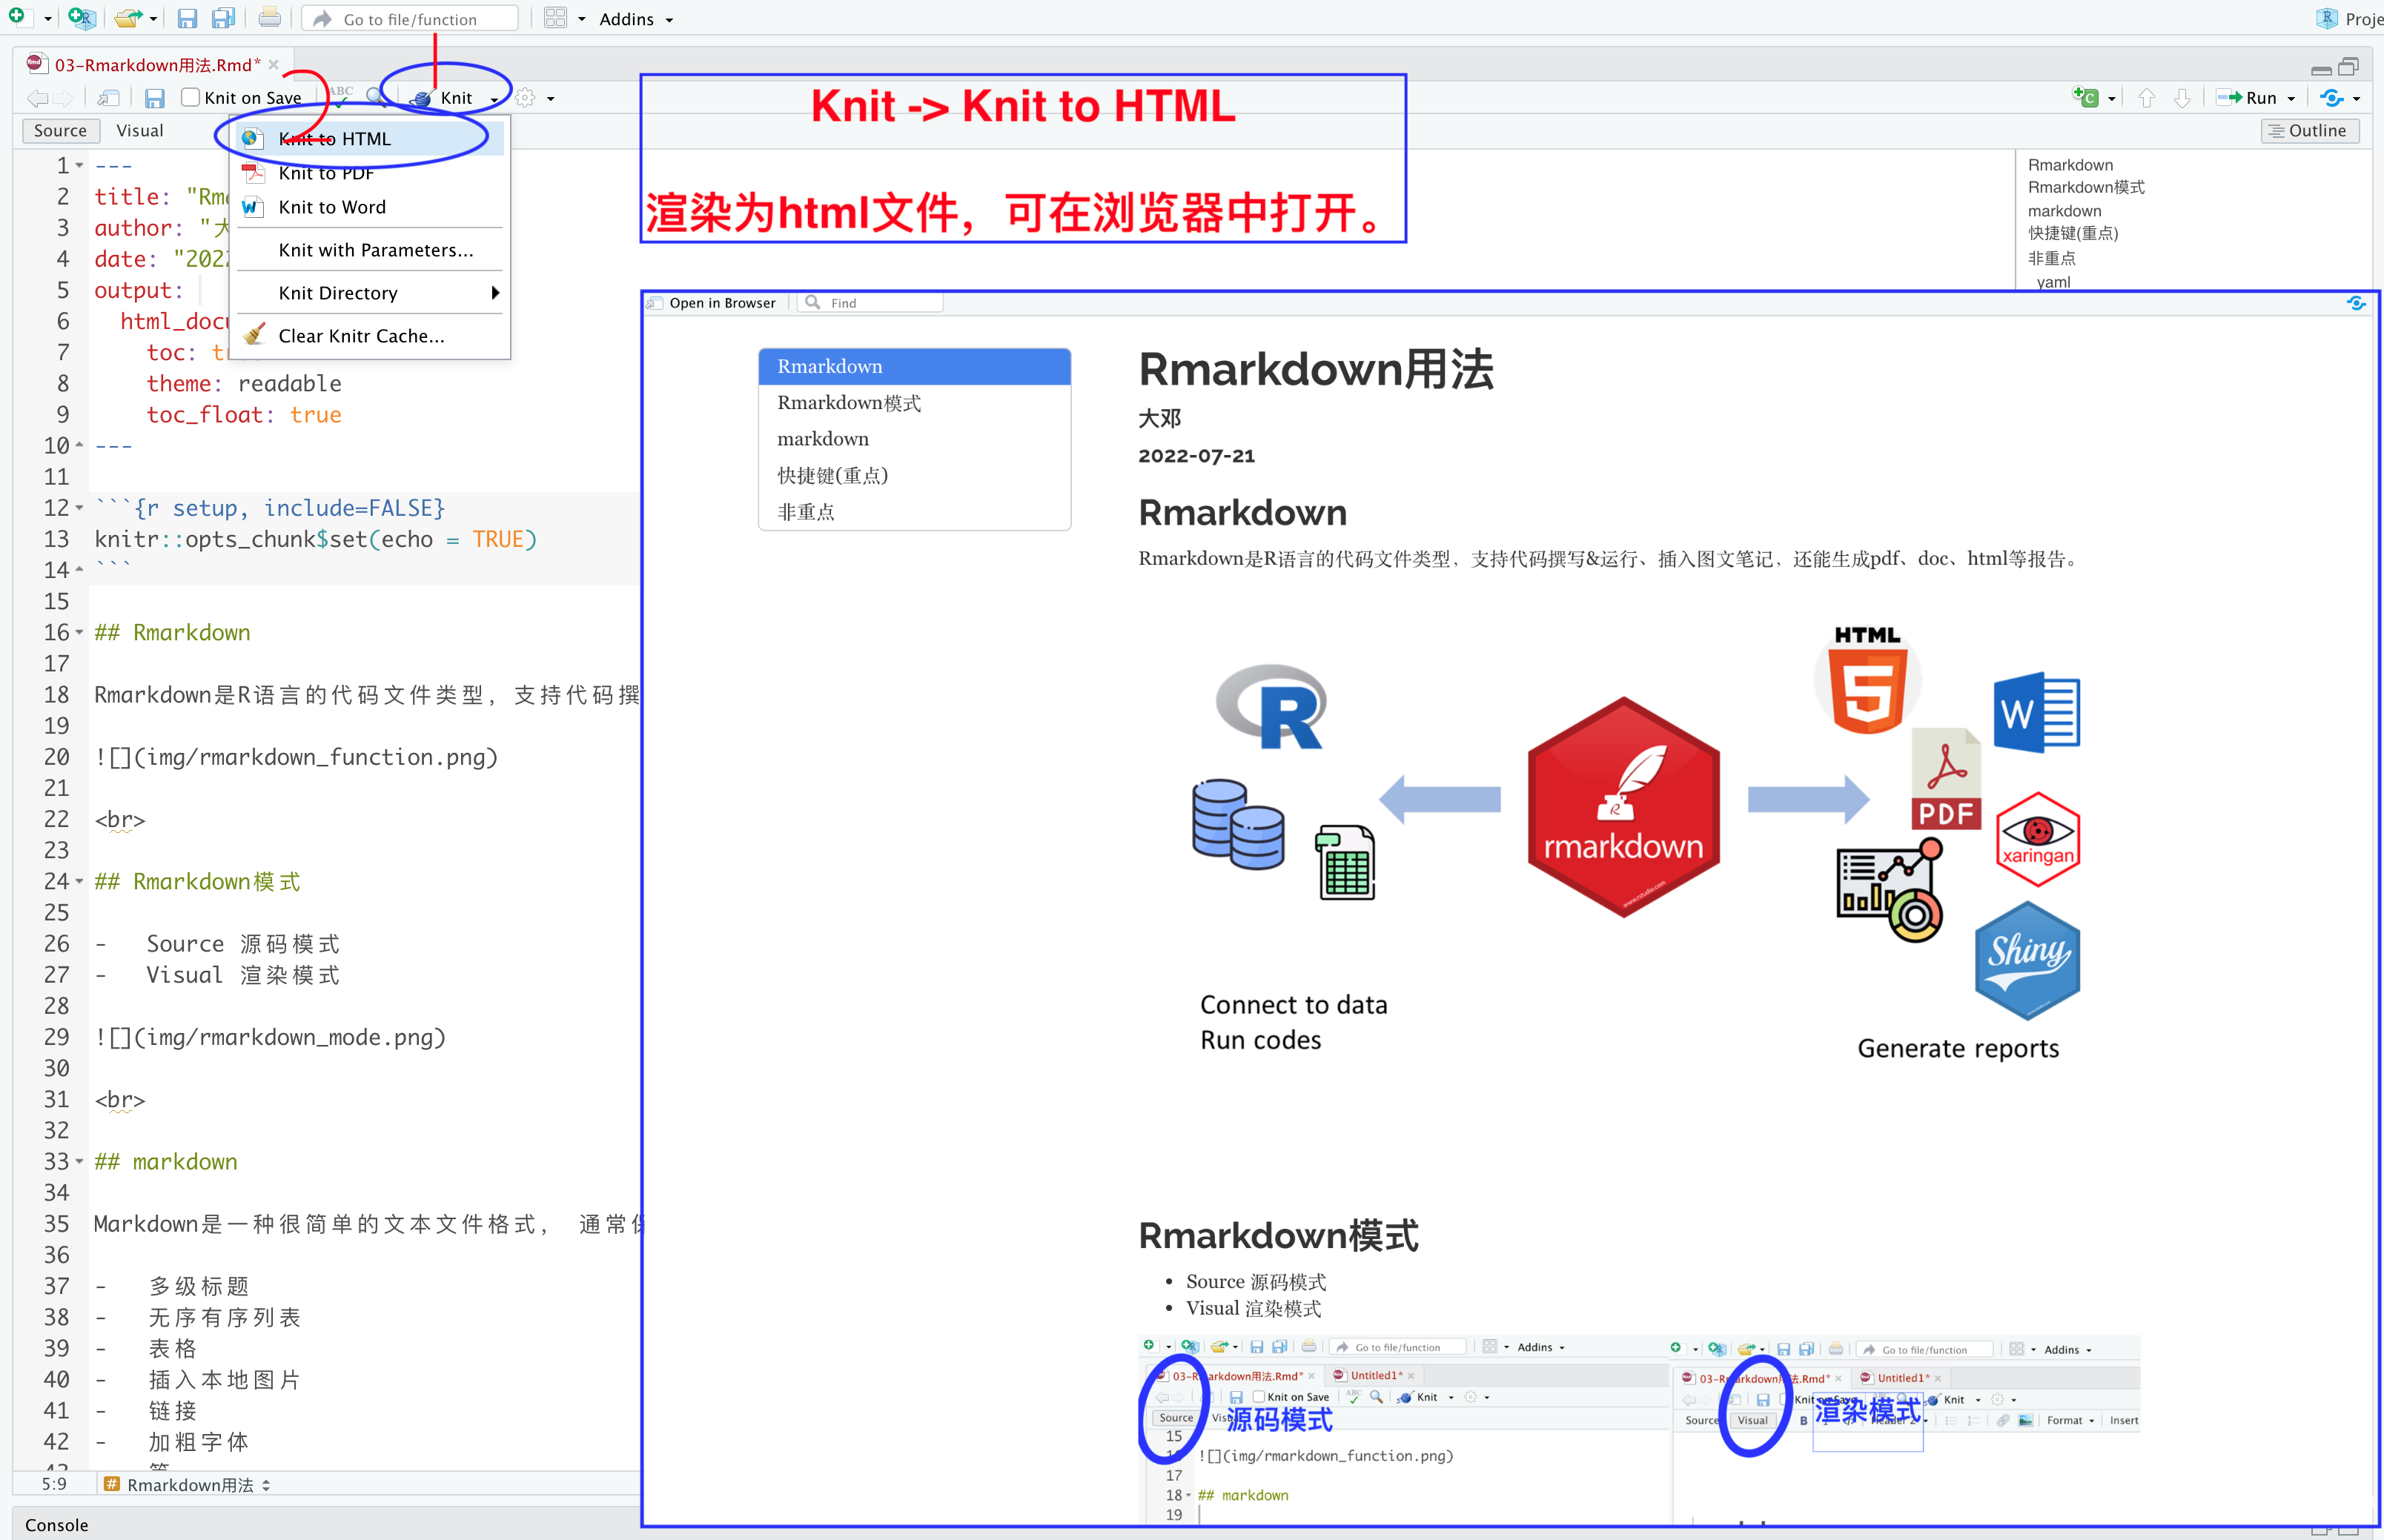 Go to file/function
Addins
Proje
03-Rmarkdown用法.Rmd*
Knit on Save
ABC
Knit
Run
Source
Visual
Outline
Knit to HTML
Knit to PDF
Knit to Word
Knit with Parameters...
Knit Directory
Clear Knitr Cache...
Knit -> Knit to HTML
渲染为html文件，可在浏览器中打开。
1 ---
2 title: "Rm
3 author: "大
4 date: "202
5 output:
6 html_docu
7 toc: tr
8 theme: readable
9 toc_float: true
10 ---
11
12 ```{r setup, include=FALSE}
13 knitr::opts_chunk$set(echo = TRUE)
14 ```
15
16 ## Rmarkdown
17
18 Rmarkdown是R语言的代码文件类型，支持代码撰
19
20 ![](img/rmarkdown_function.png)
21
22 <br>
23
24 ## Rmarkdown模式
25
26 - Source 源码模式
27 - Visual 渲染模式
28
29 ![](img/rmarkdown_mode.png)
30
31 <br>
32
33 ## markdown
34
35 Markdown是一种很简单的文本文件格式， 通常
36
37 - 多级标题
38 - 无序有序列表
39 - 表格
40 - 插入本地图片
41 - 链接
42 - 加粗字体
5:9
# Rmarkdown用法
Console
Rmarkdown
Rmarkdown模式
markdown
快捷键(重点)
非重点
yaml
Open in Browser
Find
Rmarkdown
Rmarkdown模式
markdown
快捷键(重点)
非重点
Rmarkdown用法
大邓
2022-07-21
Rmarkdown
Rmarkdown是R语言的代码文件类型，支持代码撰写&运行、插入图文笔记，还能生成pdf、doc、html等报告。
R
HTML
5
W
PDF
rmarkdown
www.rstudio.com
xaringan
Shiny
Connect to data
Run codes
Generate reports
Rmarkdown模式
Source 源码模式
Visual 渲染模式
Go to file/function
Addins
03-Rmarkdown用法.Rmd*
Untitled1*
Knit on Save
ABC
Knit
Source
源码模式
15
![](img/rmarkdown_function.png)
17
18 ## markdown
19
Go to file/function
Addins
Untitled1*
Knit
Source
Visual
B
渲染模式
Format
Insert